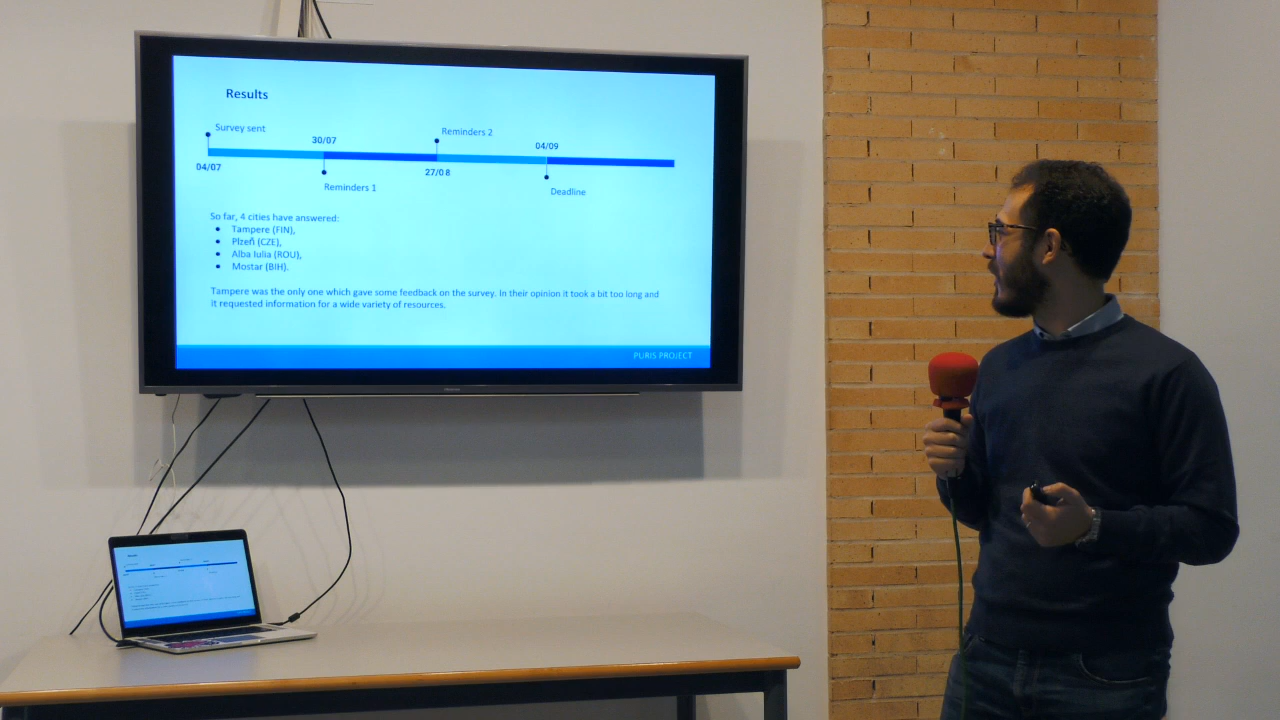 Results
Survey sent
30/07
Reminders 2
04/09
04/07
27/08
Reminders 1
Deadline
So far, 4 cities have answered:
• Tampere (FIN),
• Plzeň (CZE),
• Alba Iulia (ROU),
• Mostar (BIH).
Tampere was the only one which gave some feedback on the survey. In their opinion it took a bit too long and
it requested information for a wide variety of resources.
PURIS PROJECT